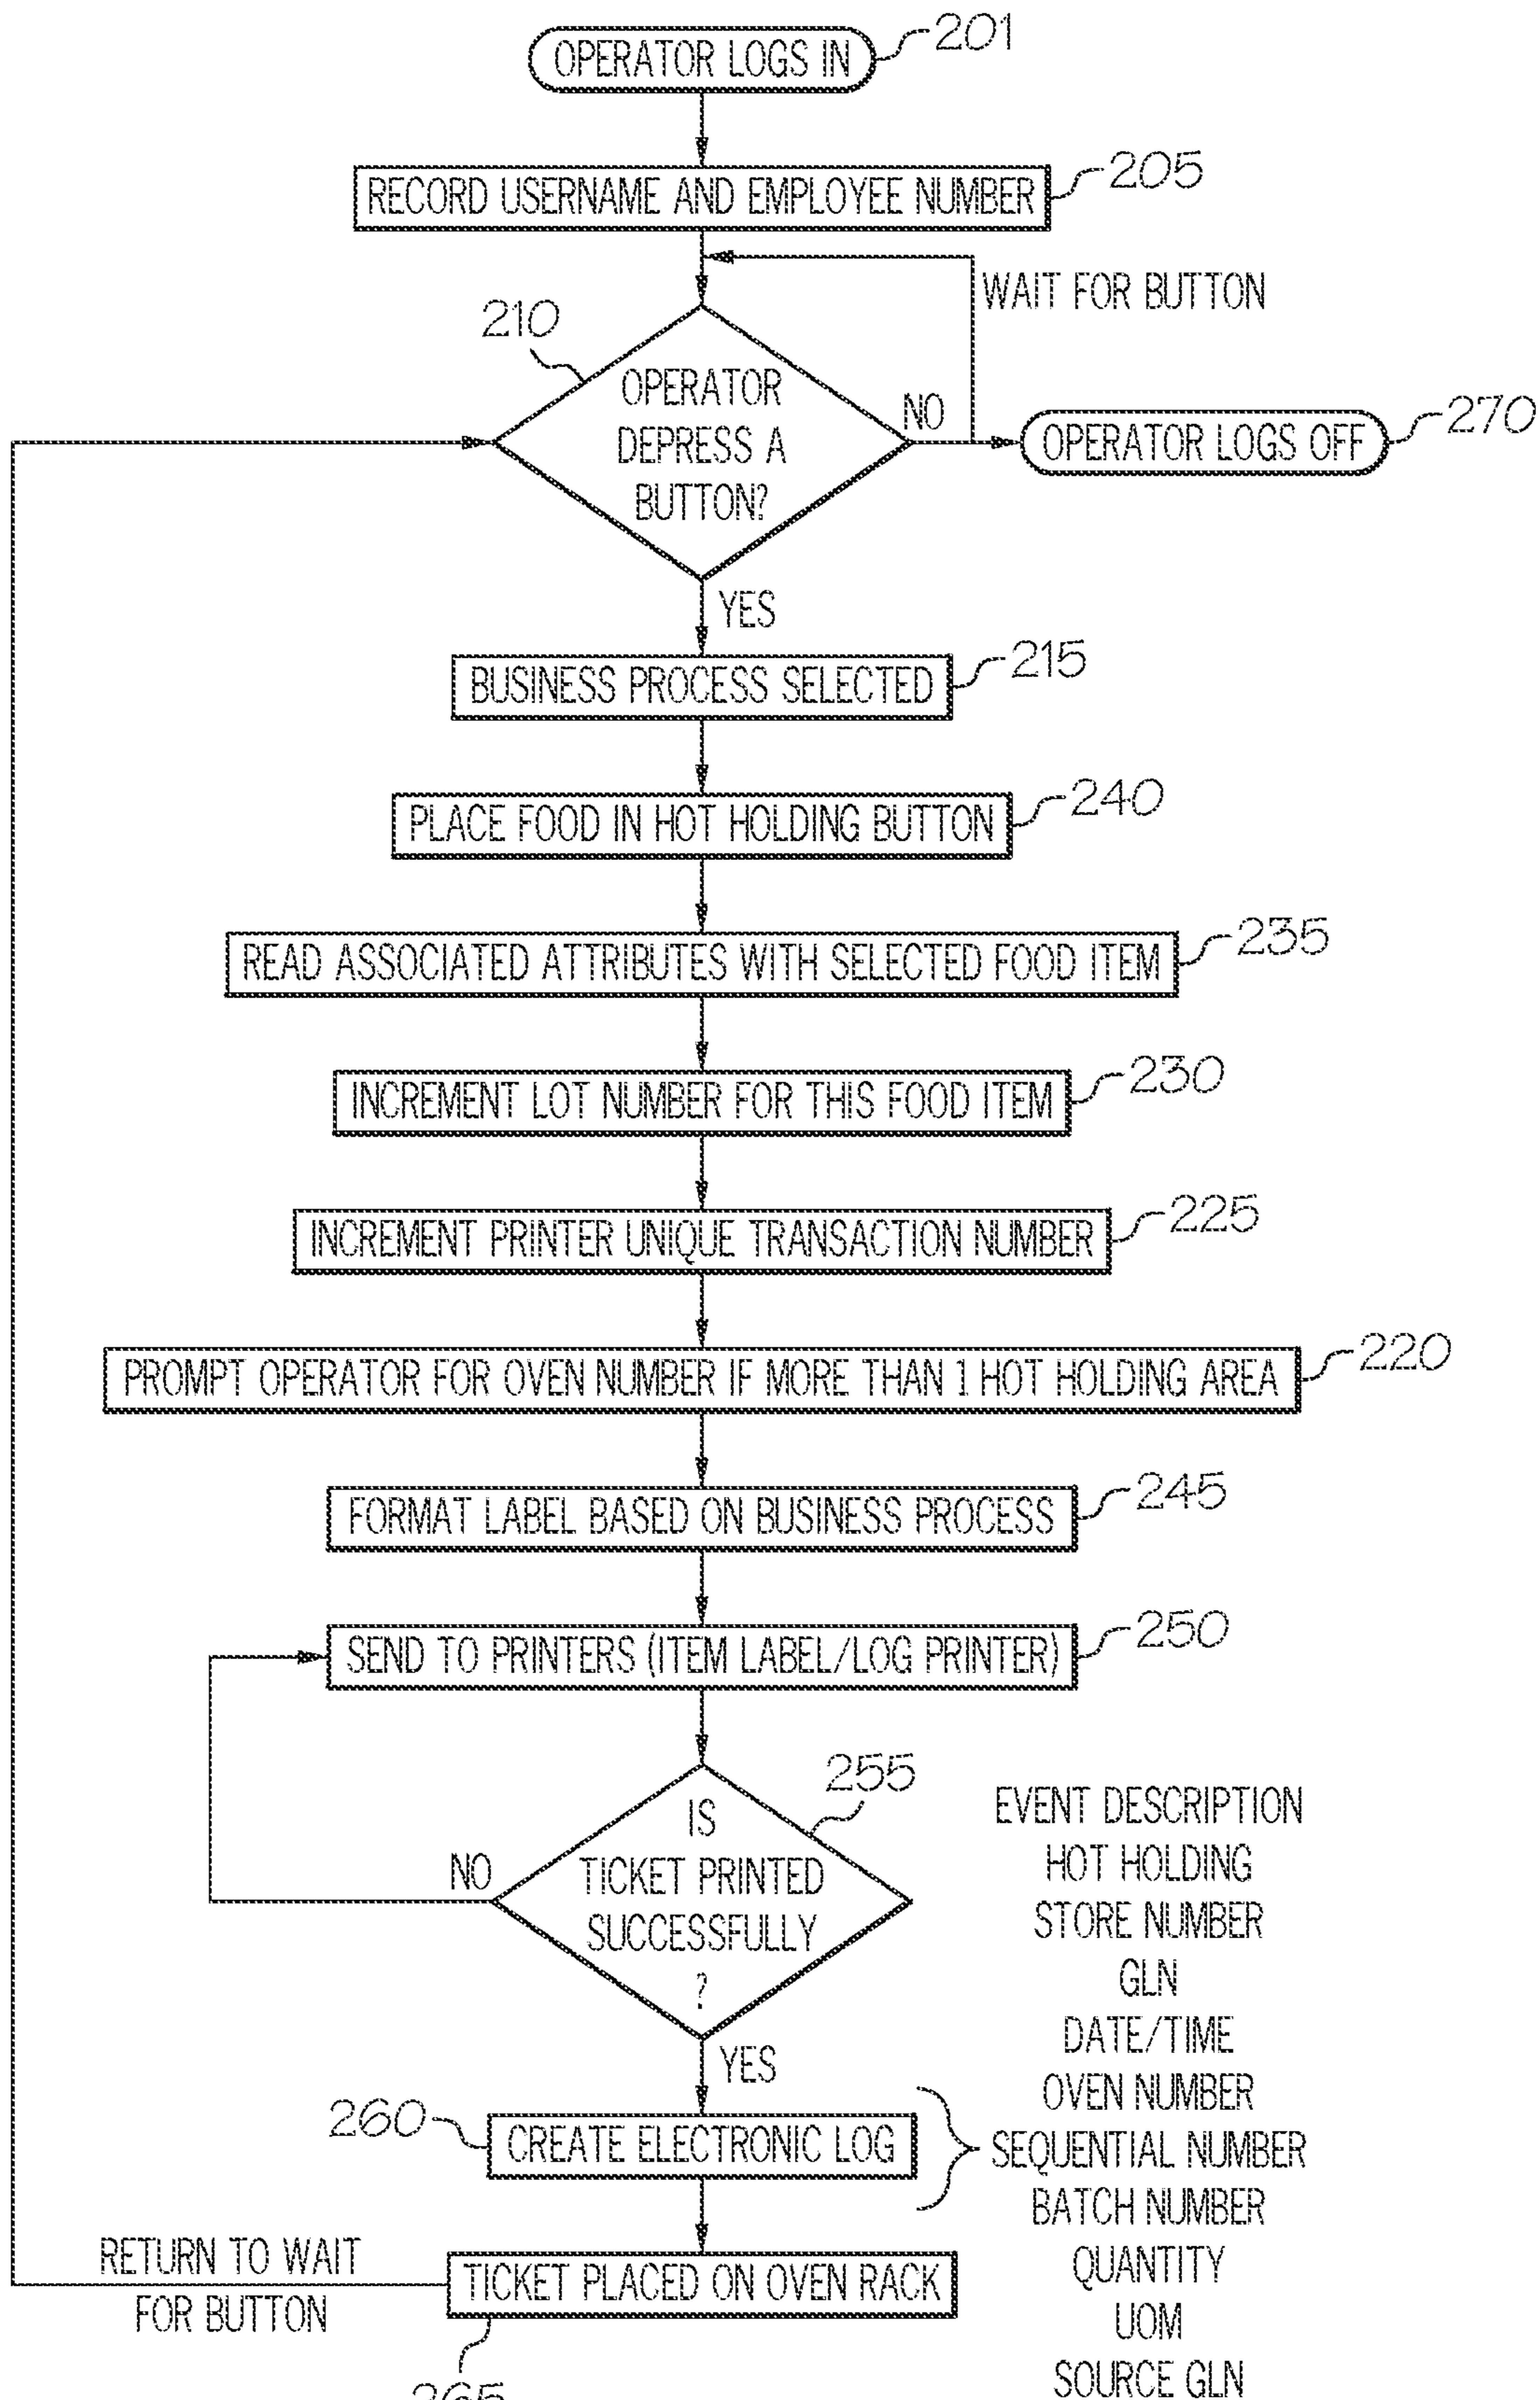 OPERATOR LOGS IN
201
RECORD USERNAME AND EMPLOYEE NUMBER
205
WAIT FOR BUTTON
210
OPERATOR
DEPRESS A
BUTTON?
NO
OPERATOR LOGS OFF
270
YES
BUSINESS PROCESS SELECTED
215
PLACE FOOD IN HOT HOLDING BUTTON
240
READ ASSOCIATED ATTRIBUTES WITH SELECTED FOOD ITEM
235
INCREMENT LOT NUMBER FOR THIS FOOD ITEM
230
INCREMENT PRINTER UNIQUE TRANSACTION NUMBER
225
PROMPT OPERATOR FOR OVEN NUMBER IF MORE THAN 1 HOT HOLDING AREA
220
FORMAT LABEL BASED ON BUSINESS PROCESS
245
SEND TO PRINTERS (ITEM LABEL/LOG PRINTER)
250
255
IS
TICKET PRINTED
SUCCESSFULLY
?
NO
YES
260
CREATE ELECTRONIC LOG
EVENT DESCRIPTION
HOT HOLDING
STORE NUMBER
GLN
DATE/TIME
OVEN NUMBER
SEQUENTIAL NUMBER
BATCH NUMBER
QUANTITY
UOM
SOURCE GLN
TICKET PLACED ON OVEN RACK
265
RETURN TO WAIT
FOR BUTTON